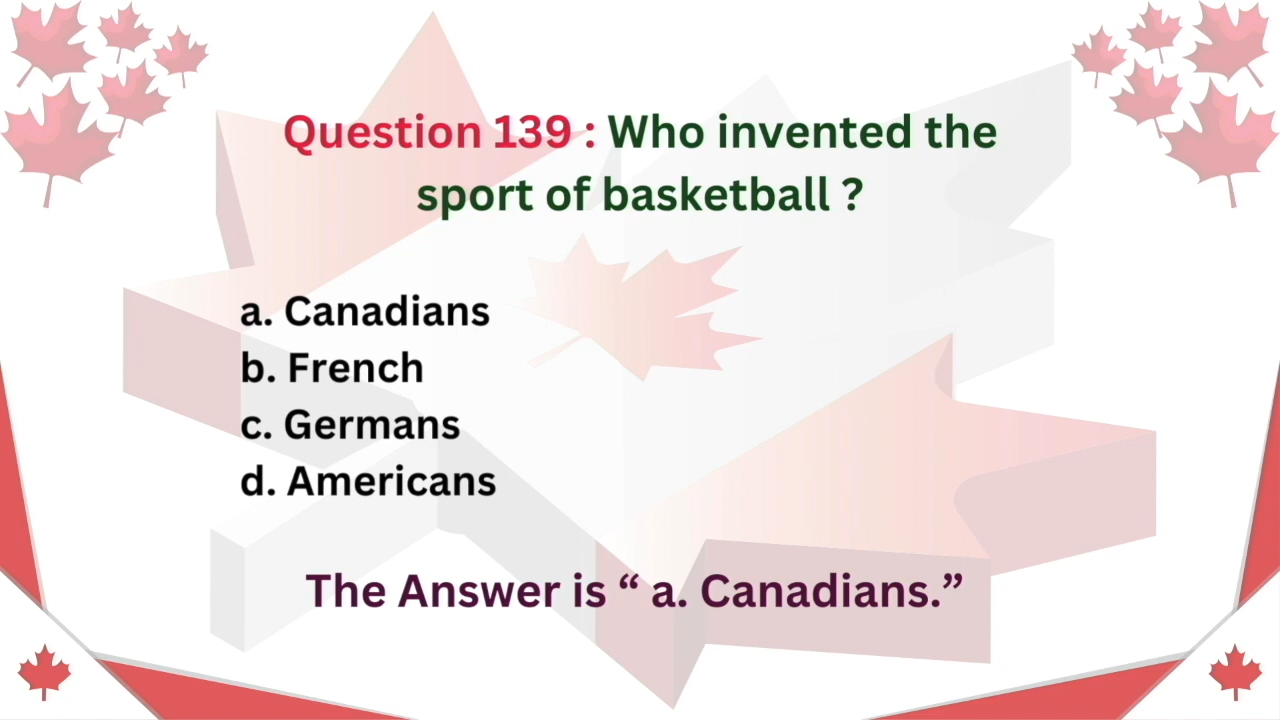 Question 139 : Who invented the
sport of basketball ?
a. Canadians
b. French
c. Germans
d. Americans
The Answer is “ a. Canadians.”